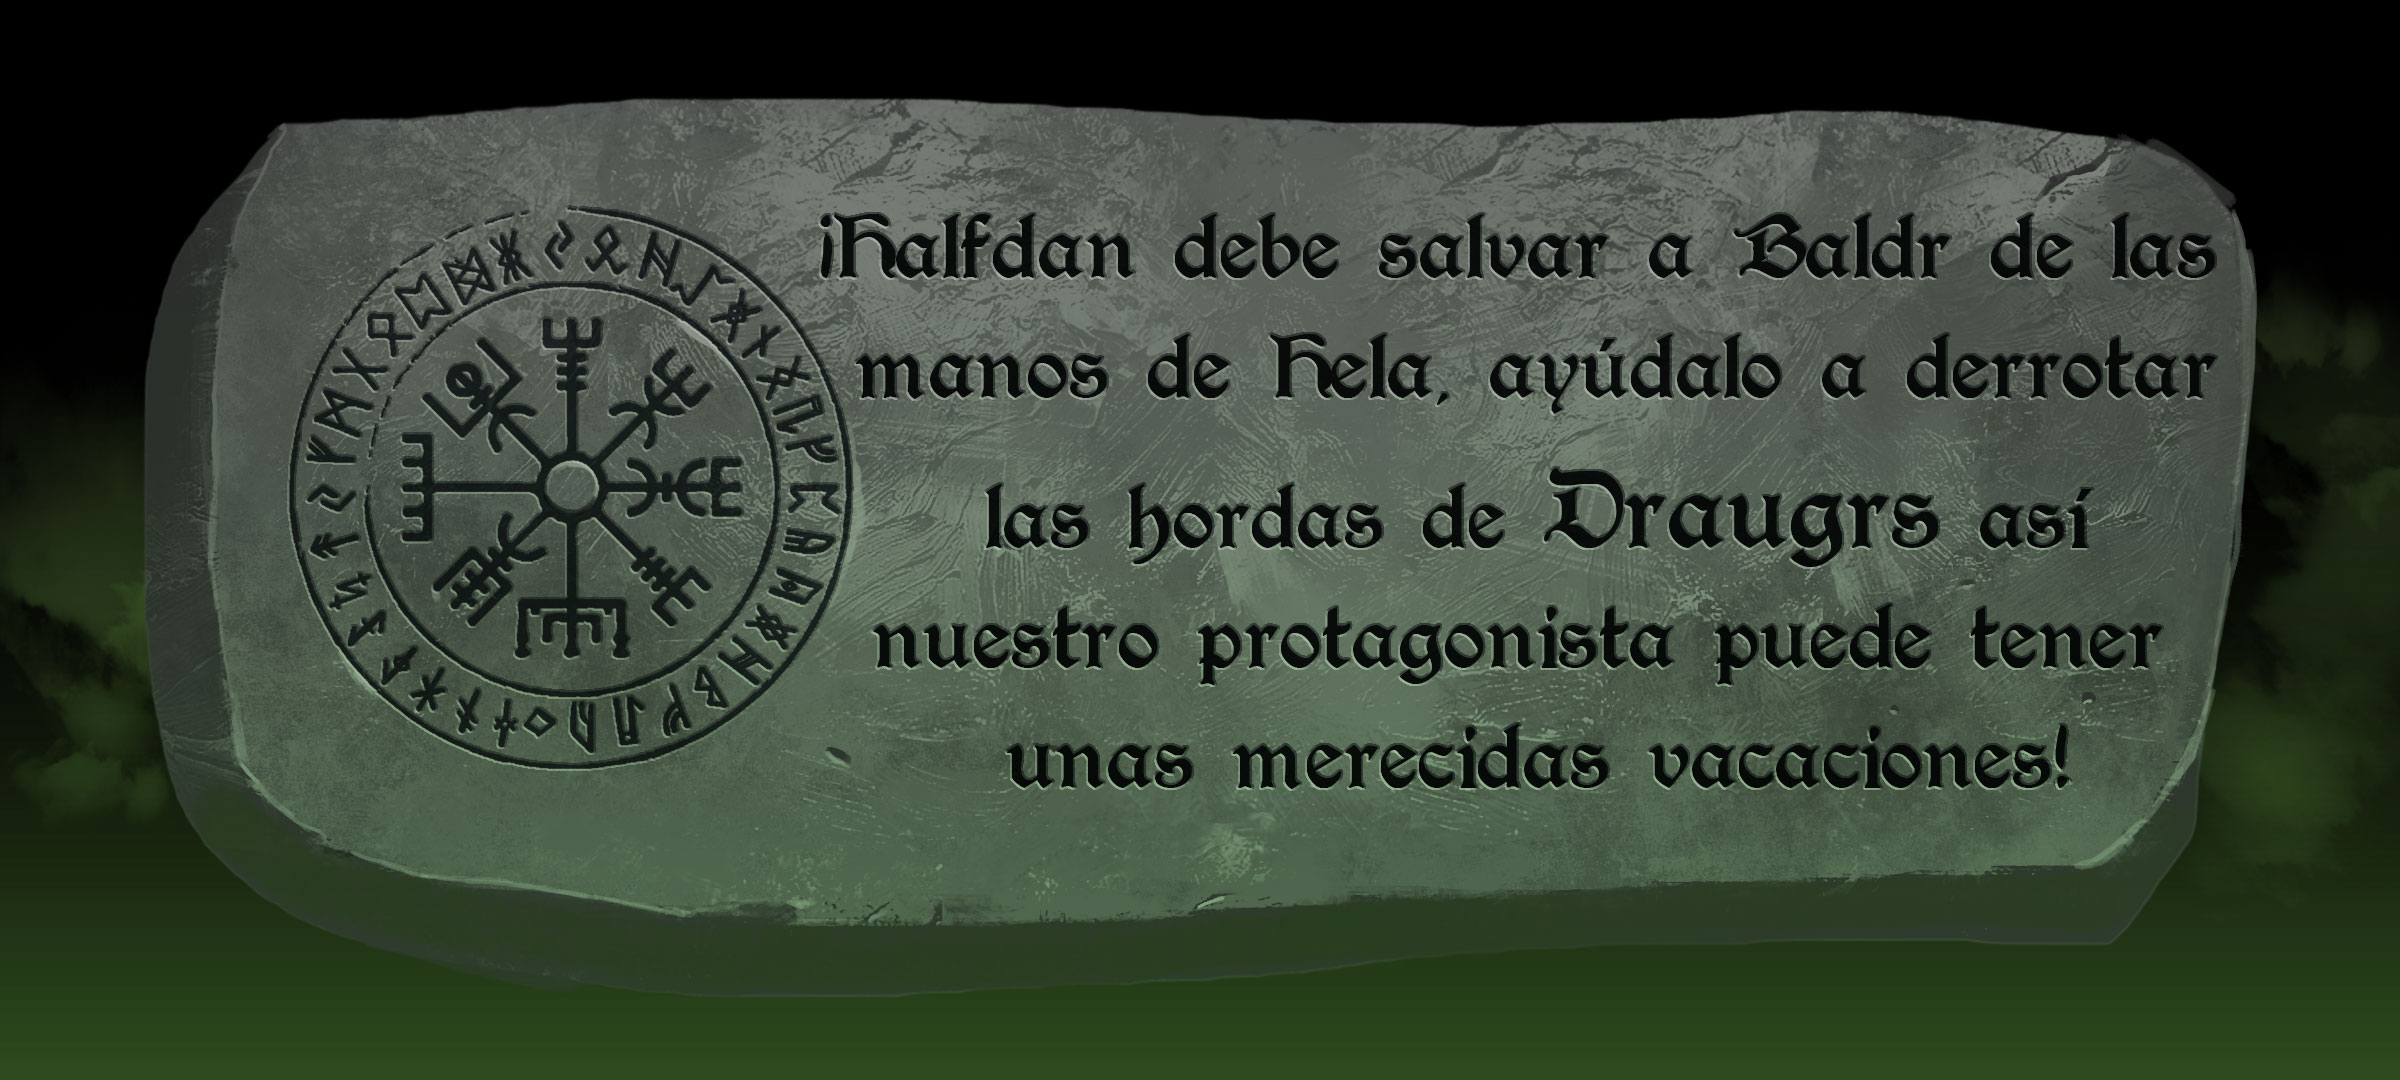 ¡Halfdan debe salvar a Baldr de las
manos de Hela, ayúdalo a derrotar
las hordas de Draugrs así
nuestro protagonista puede tener
unas merecidas vacaciones!